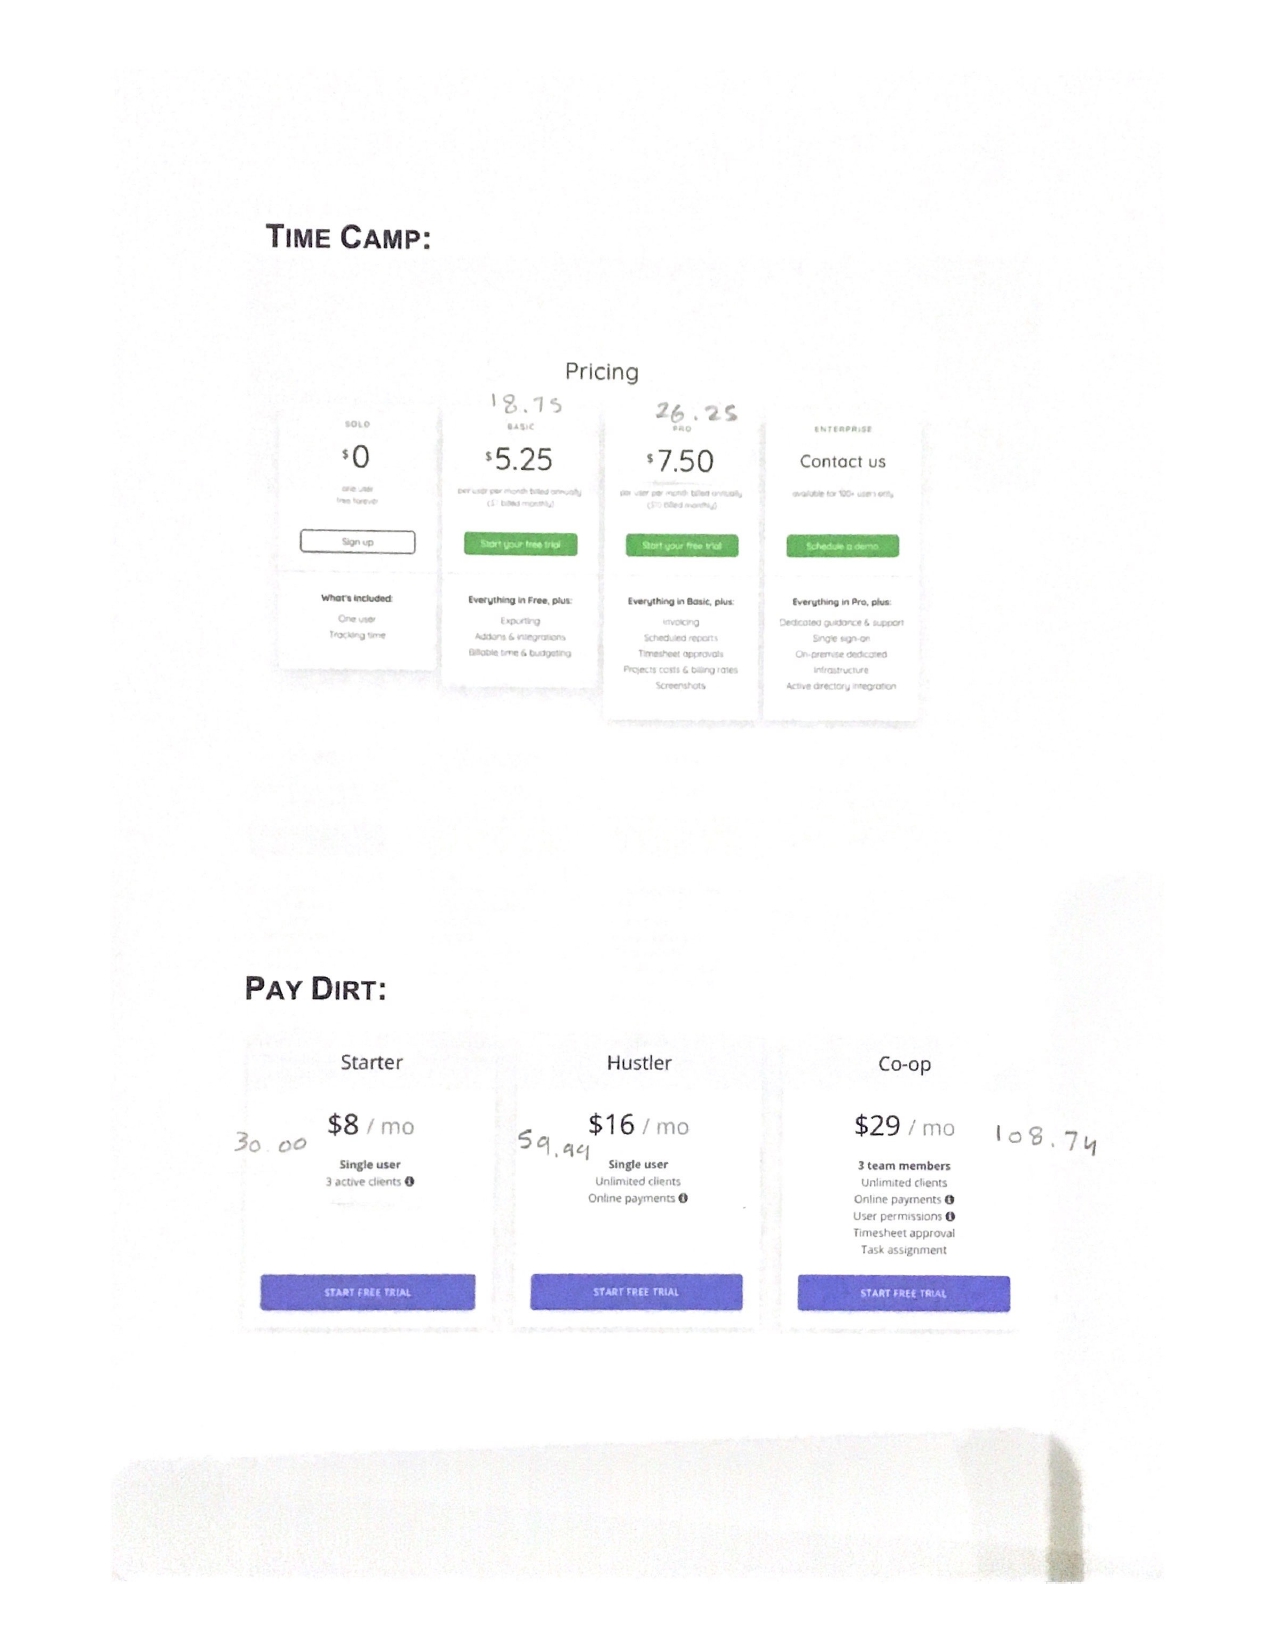 TIME CAMP:
Pricing
18.75
26.25
SOLO
BASIC
PRO
ENTERPRISE
$0
$5.25
$7.50
Contact us
one user
free forever
per user per month billed annually
per user per month billed annually
available for 100+ users only
billed monthly)
billed monthly)
Sign up
Start your free trial
Start your free trial
Schedule a demo
What's included:
One user
Tracking time
Everything in Free, plus:
Exporting
Addons & integrations
Billable time & budgeting
Everything in Basic, plus:
Invoicing
Scheduled reports
Timesheet approvals
Projects costs & billing rates
Screenshots
Everything in Pro, plus:
Dedicated guidance & support
Single sign-on
On-premise dedicated
infrastructure
Active directory integration
PAY DIRT:
Starter
$8 / mo
30.00
Single user
3 active clients
START FREE TRIAL
Hustler
$16 / mo
59.99
Single user
Unlimited clients
Online payments
START FREE TRIAL
Co-op
$29 / mo
108.74
3 team members
Unlimited clients
Online payments
User permissions
Timesheet approval
Task assignment
START FREE TRIAL